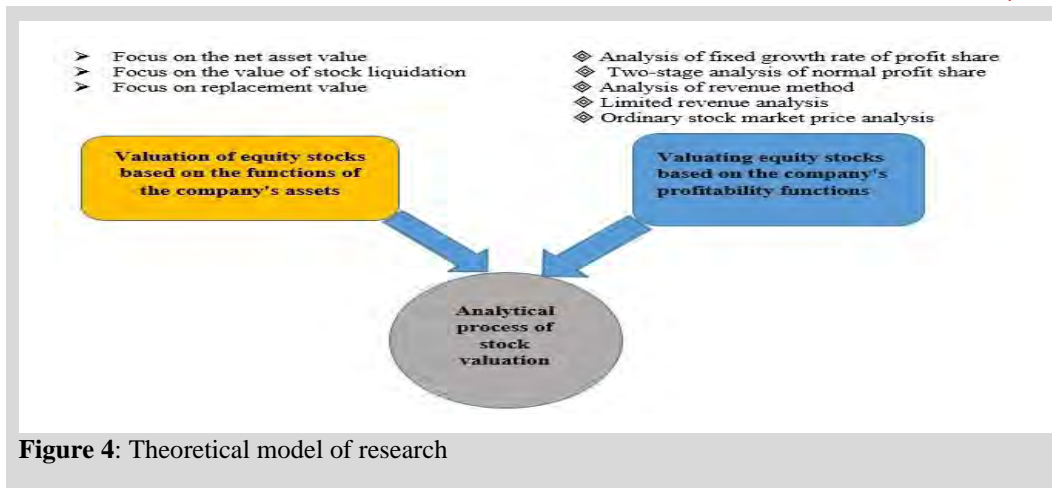 ➤ Focus on the net asset value
➤ Focus on the value of stock liquidation
➤ Focus on replacement value
◈ Analysis of fixed growth rate of profit share
◈ Two-stage analysis of normal profit share
◈ Analysis of revenue method
◈ Limited revenue analysis
◈ Ordinary stock market price analysis
Valuation of equity stocks
based on the functions of
the company's assets
Valuating equity stocks
based on the company's
profitability functions
Analytical
process of
stock
valuation
Figure 4: Theoretical model of research